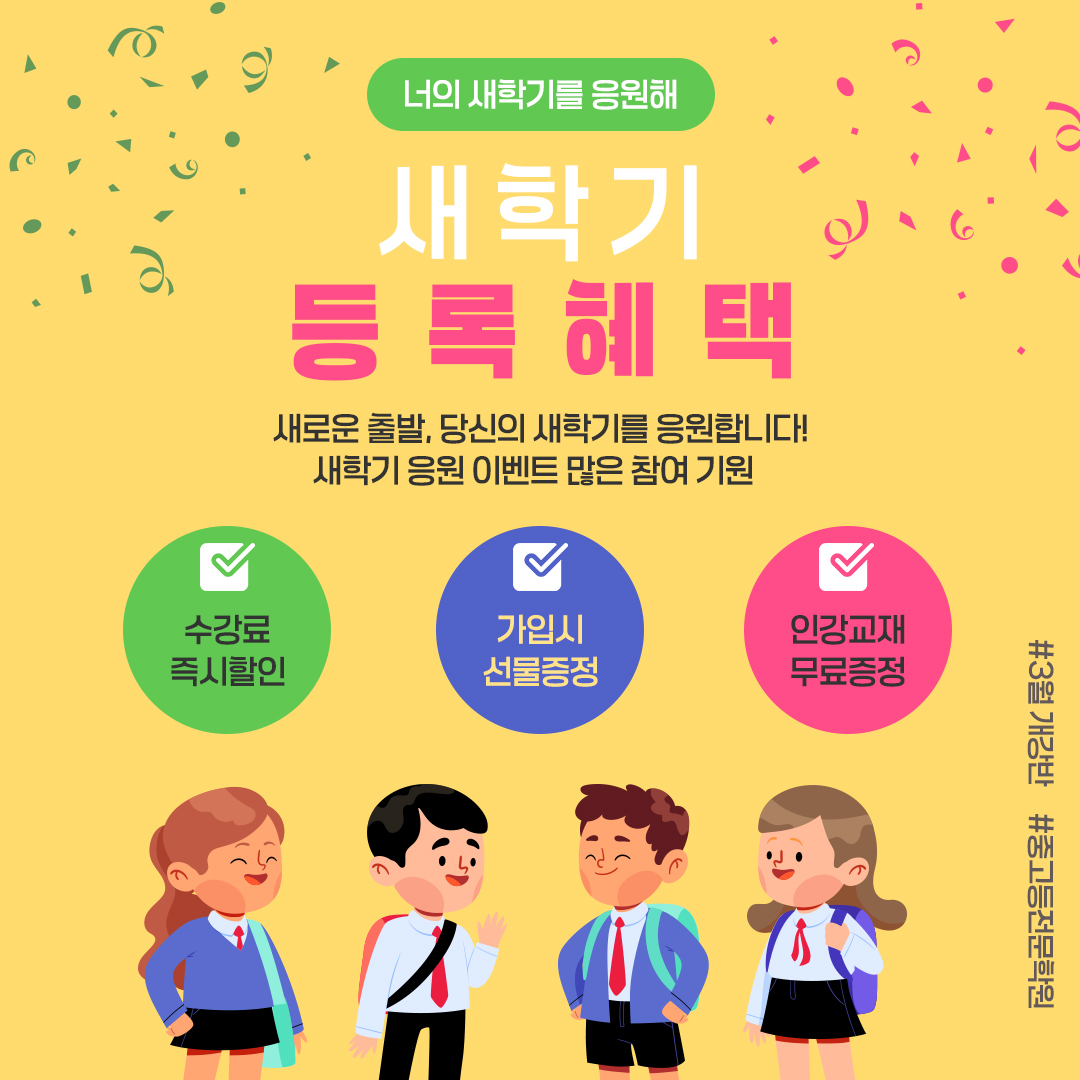 너의 새학기를 응원해
새학기
등록혜택
새로운 출발, 당신의 새학기를 응원합니다!
새학기 응원 이벤트 많은 참여 기원
수강료
즉시할인
가입시
선물증정
인강교재
무료증정
#3월 개강반 #중고등전문학원